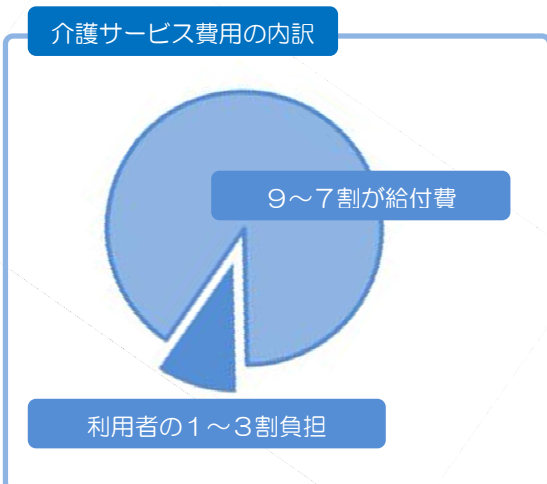 介護サービス費用の内訳
９～７割が給付費
利用者の１～３割負担